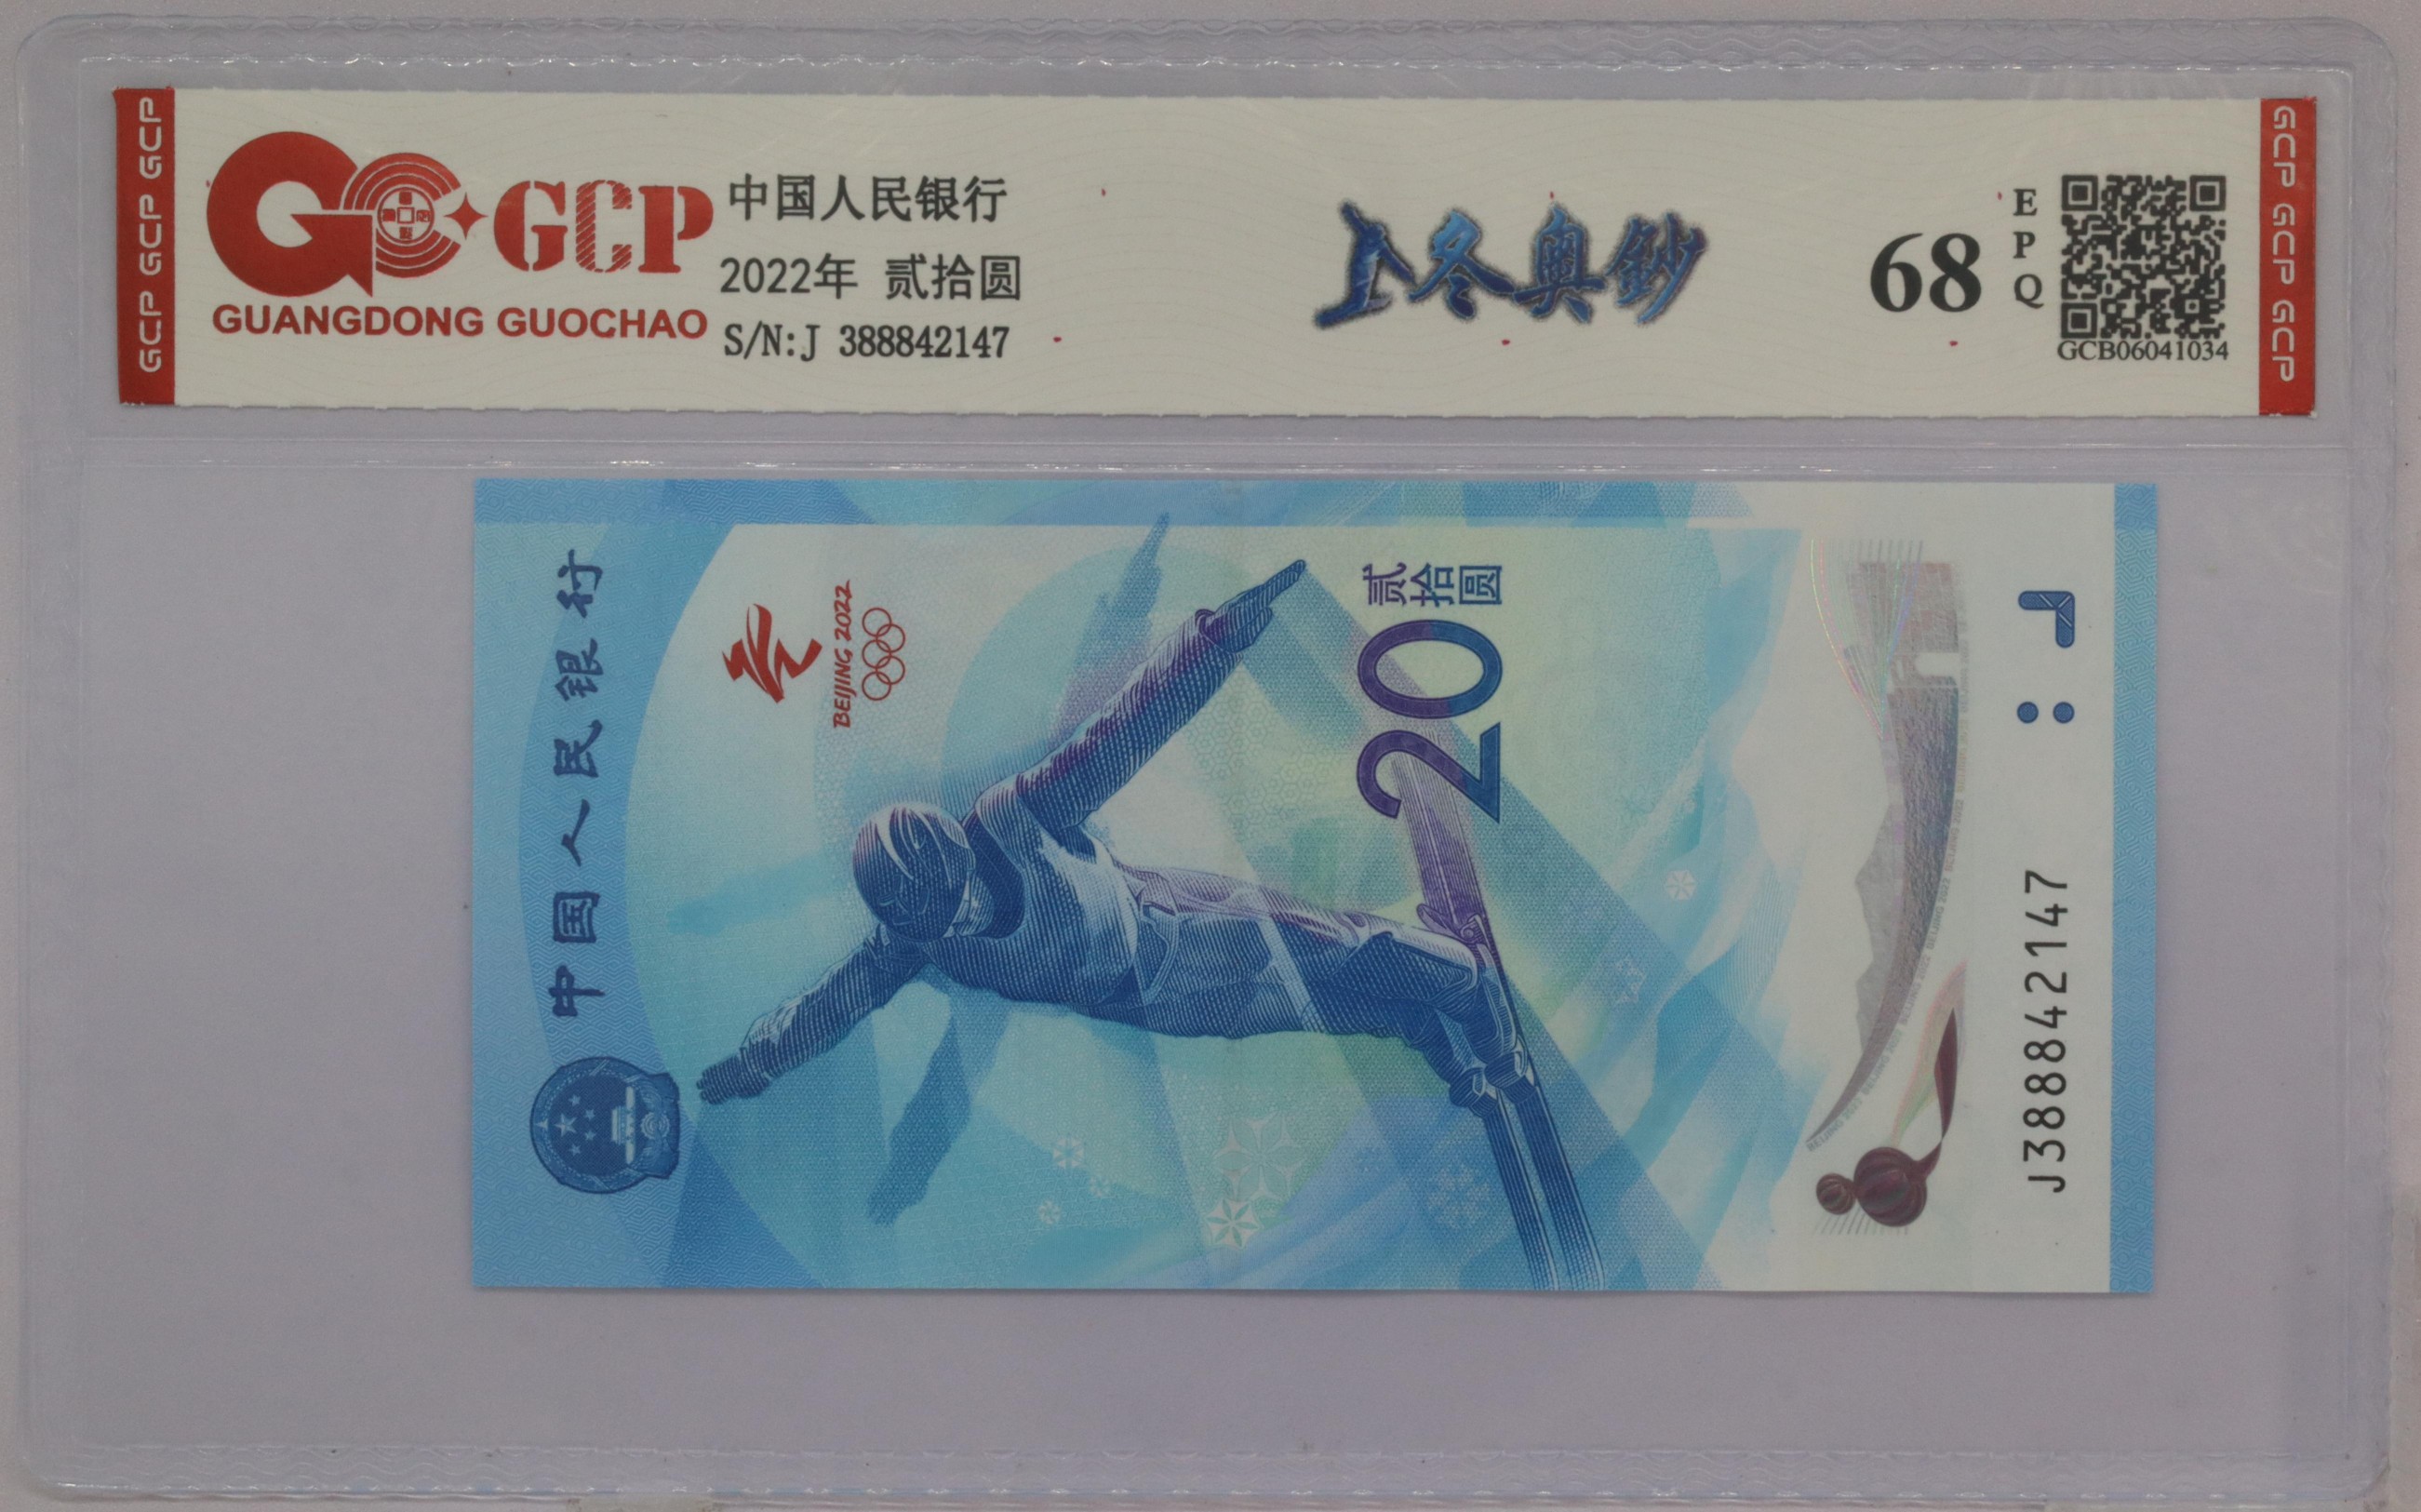 GCP GCP GCP
GCP
GUANGDONG GUOCHAO
中国人民银行
2022年 贰拾圆
S/N:J 388842147
冬奥鈔
68
EPQ
GCB06041034
GCP GCP GCP
中国人民银行
BEIJING 2022
贰拾圆
20
J388842147